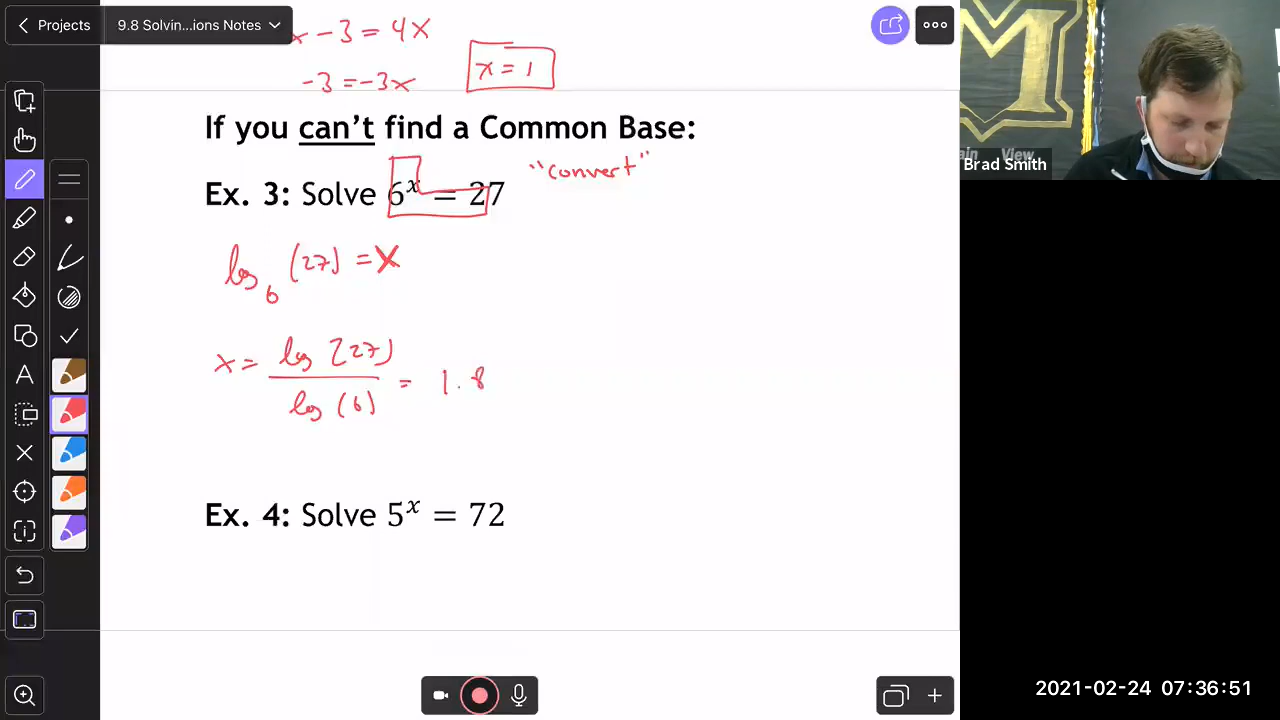 Projects
9.8 Solvin...ions Notes
x - 3 = 4x
-3 = -3x
x = 1
If you can't find a Common Base:
"convert"
Ex. 3: Solve 6ˣ = 27
log₆ (27) = x
x = log (27) / log (6) = 1.8
Ex. 4: Solve 5ˣ = 72
Brad Smith
2021-02-24 07:36:51